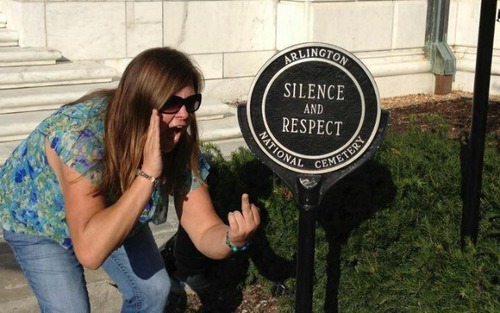 ARLINGTON
SILENCE
AND
RESPECT
NATIONAL CEMETERY